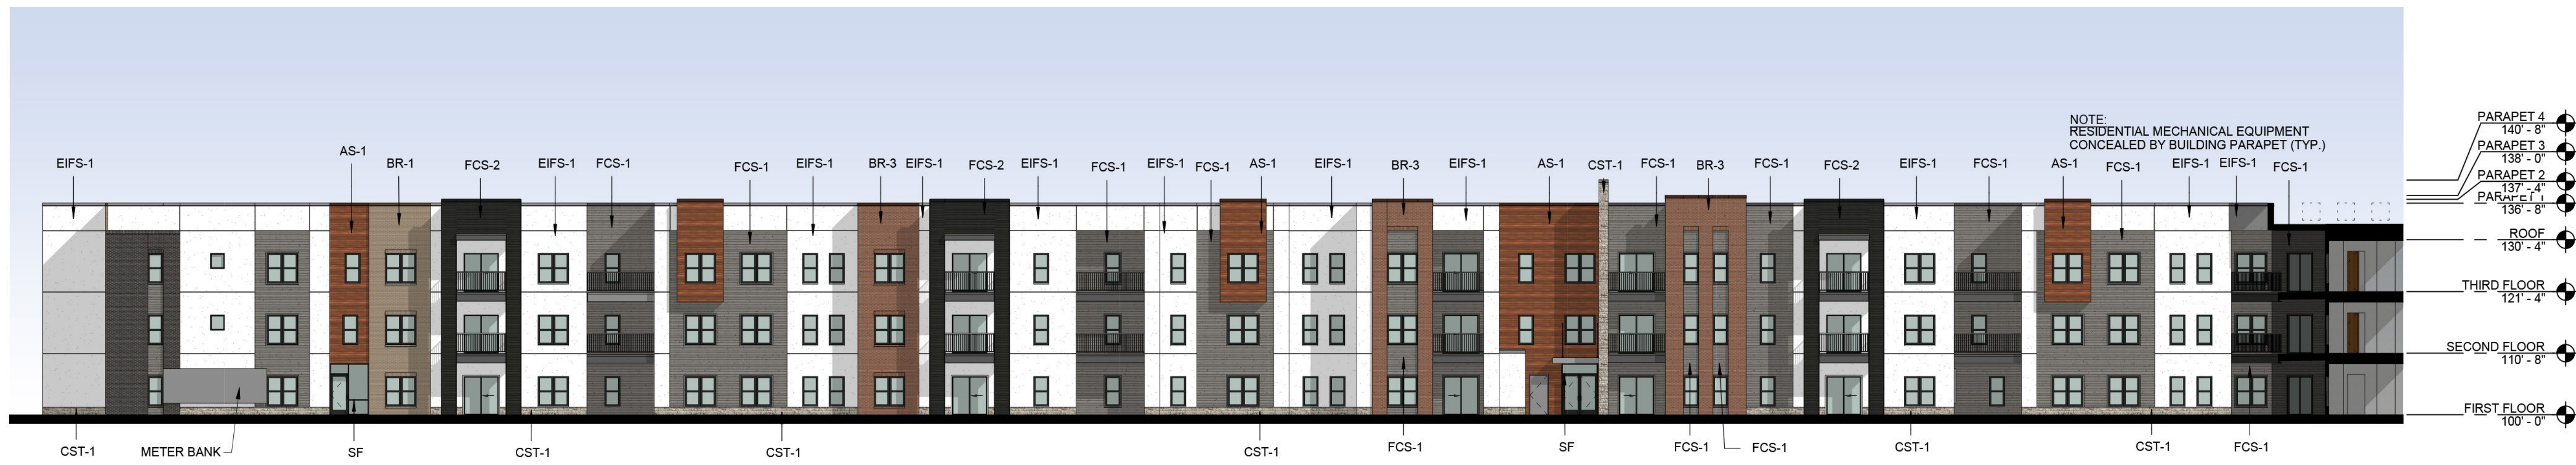 NOTE:
RESIDENTIAL MECHANICAL EQUIPMENT
CONCEALED BY BUILDING PARAPET (TYP.)
EIFS-1
AS-1
BR-1
FCS-2
EIFS-1
FCS-1
FCS-1
EIFS-1
BR-3
EIFS-1
FCS-2
EIFS-1
FCS-1
EIFS-1
FCS-1
AS-1
EIFS-1
BR-3
EIFS-1
AS-1
CST-1
FCS-1
BR-3
FCS-1
FCS-2
EIFS-1
FCS-1
AS-1
FCS-1
EIFS-1
EIFS-1
FCS-1
PARAPET 4
140' - 8"
PARAPET 3
138' - 0"
PARAPET 2
137' - 4"
PARAPET 1
136' - 8"
ROOF
130' - 4"
THIRD FLOOR
121' - 4"
SECOND FLOOR
110' - 8"
FIRST FLOOR
100' - 0"
CST-1
METER BANK
SF
CST-1
CST-1
CST-1
FCS-1
SF
FCS-1
FCS-1
CST-1
CST-1
FCS-1